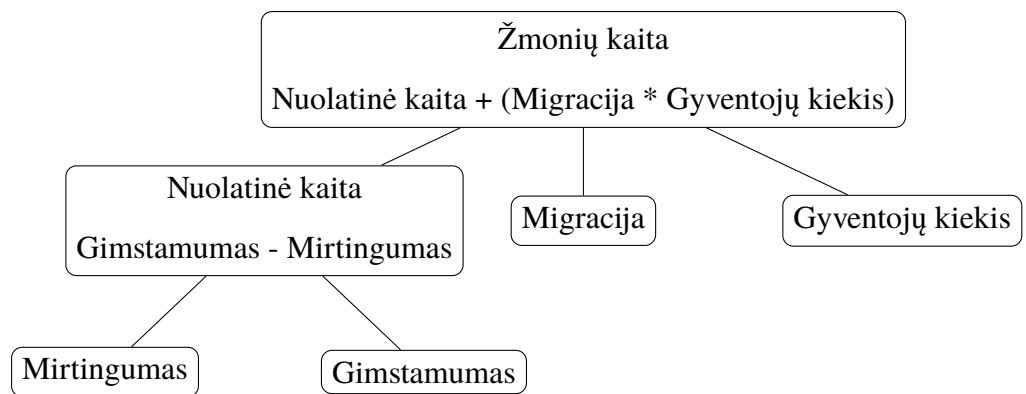 Žmonių kaita
Nuolatinė kaita + (Migracija * Gyventojų kiekis)
Nuolatinė kaita
Gimstamumas - Mirtingumas
Migracija
Gyventojų kiekis
Mirtingumas
Gimstamumas